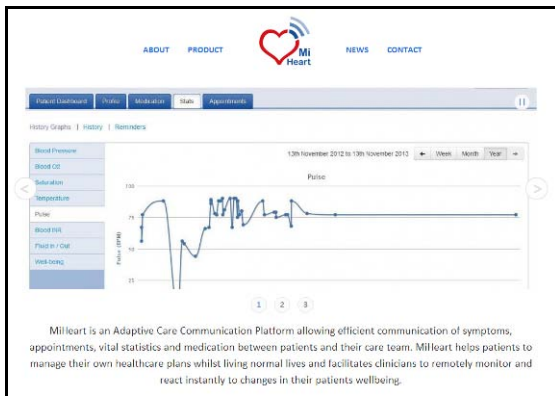 ABOUT PRODUCT Mi Heart NEWS CONTACT
Patient Dashboard Profile Medication Stats Appointments
History Graphs | History | Reminders
Blood Pressure
Blood O2
Saturation
Temperature
Pulse
Blood INR
Fluid In / Out
Well-being
13th November 2012 to 13th November 2013 Week Month Year
Pulse
Pulse (BPM)
100
75
50
25
1 2 3
MiHeart is an Adaptive Care Communication Platform allowing efficient communication of symptoms,
appointments, vital statistics and medication between patients and their care team. MiHeart helps patients to
manage their own healthcare plans whilst living normal lives and facilitates clinicians to remotely monitor and
react instantly to changes in their patients wellbeing.